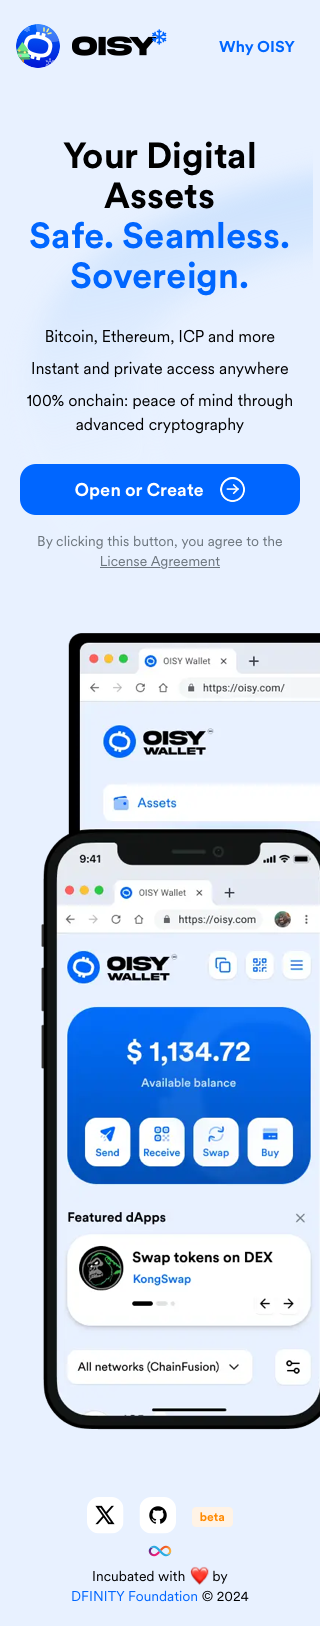 OISY
Why OISY
Your Digital
Assets
Safe. Seamless.
Sovereign.
Bitcoin, Ethereum, ICP and more
Instant and private access anywhere
100% onchain: peace of mind through
advanced cryptography
Open or Create
By clicking this button, you agree to the
License Agreement
OISY Wallet
https://oisy.com/
OISY
WALLET
Assets
9:41
OISY Wallet
https://oisy.com
OISY
WALLET
$ 1,134.72
Available balance
Send Receive Swap Buy
Featured dApps
Swap tokens on DEX
KongSwap
All networks (ChainFusion)
beta
Incubated with ❤️ by
DFINITY Foundation © 2024